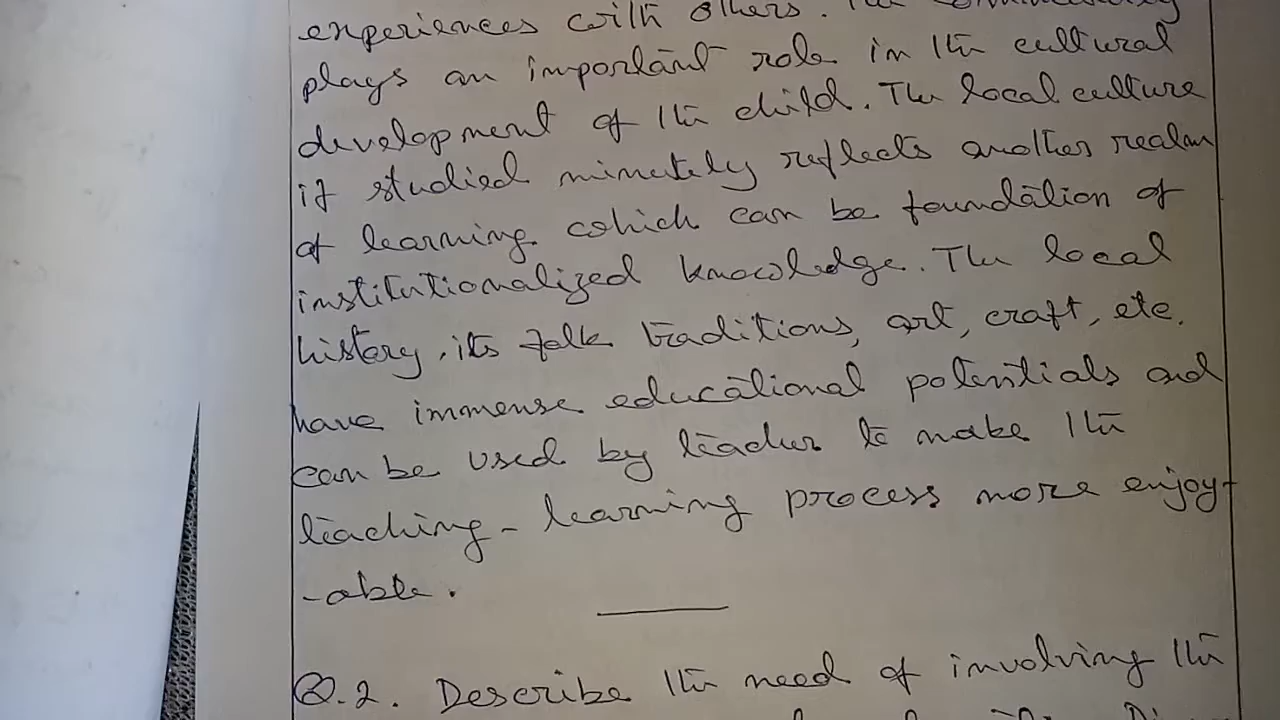 experiences with others. The community
plays an important role in the cultural
development of the child. The local culture
if studied minutely reflects another realm
of learning which can be foundation of
institutionalized knowledge. The local
history, its folk traditions, art, craft, etc.
have immense educational potentials and
can be used by teacher to make the
teaching - learning process more enjoy
-able.
Q.2. Describe the need of involving the